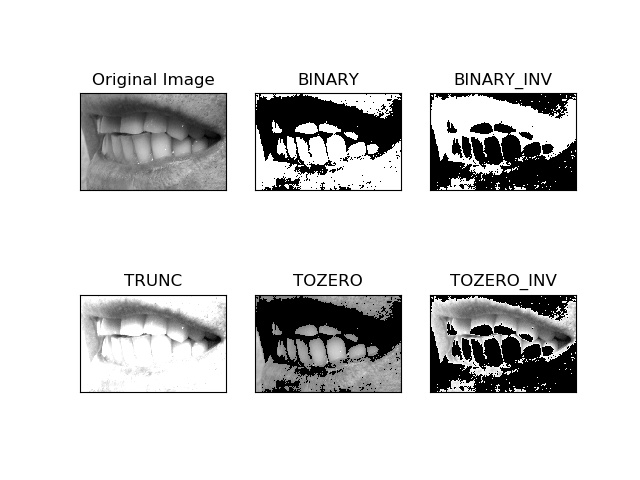 Original Image
BINARY
BINARY_INV
TRUNC
TOZERO
TOZERO_INV